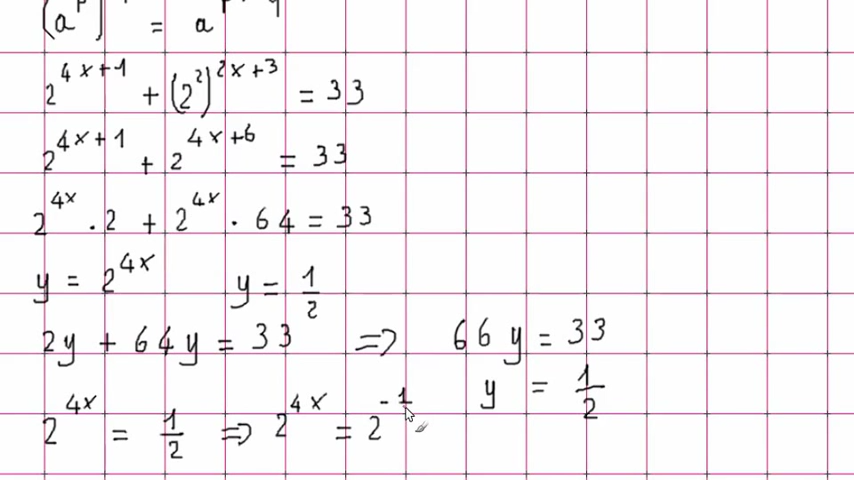 (a^p) = a^p
2^{4x+1} + (2^2)^{2x+3} = 33
2^{4x+1} + 2^{4x+6} = 33
2^{4x} . 2 + 2^{4x} . 64 = 33
y = 2^{4x} y = 1/2
2y + 64y = 33 => 66y = 33
y = 1/2
2^{4x} = 1/2 => 2^{4x} = 2^{-1}